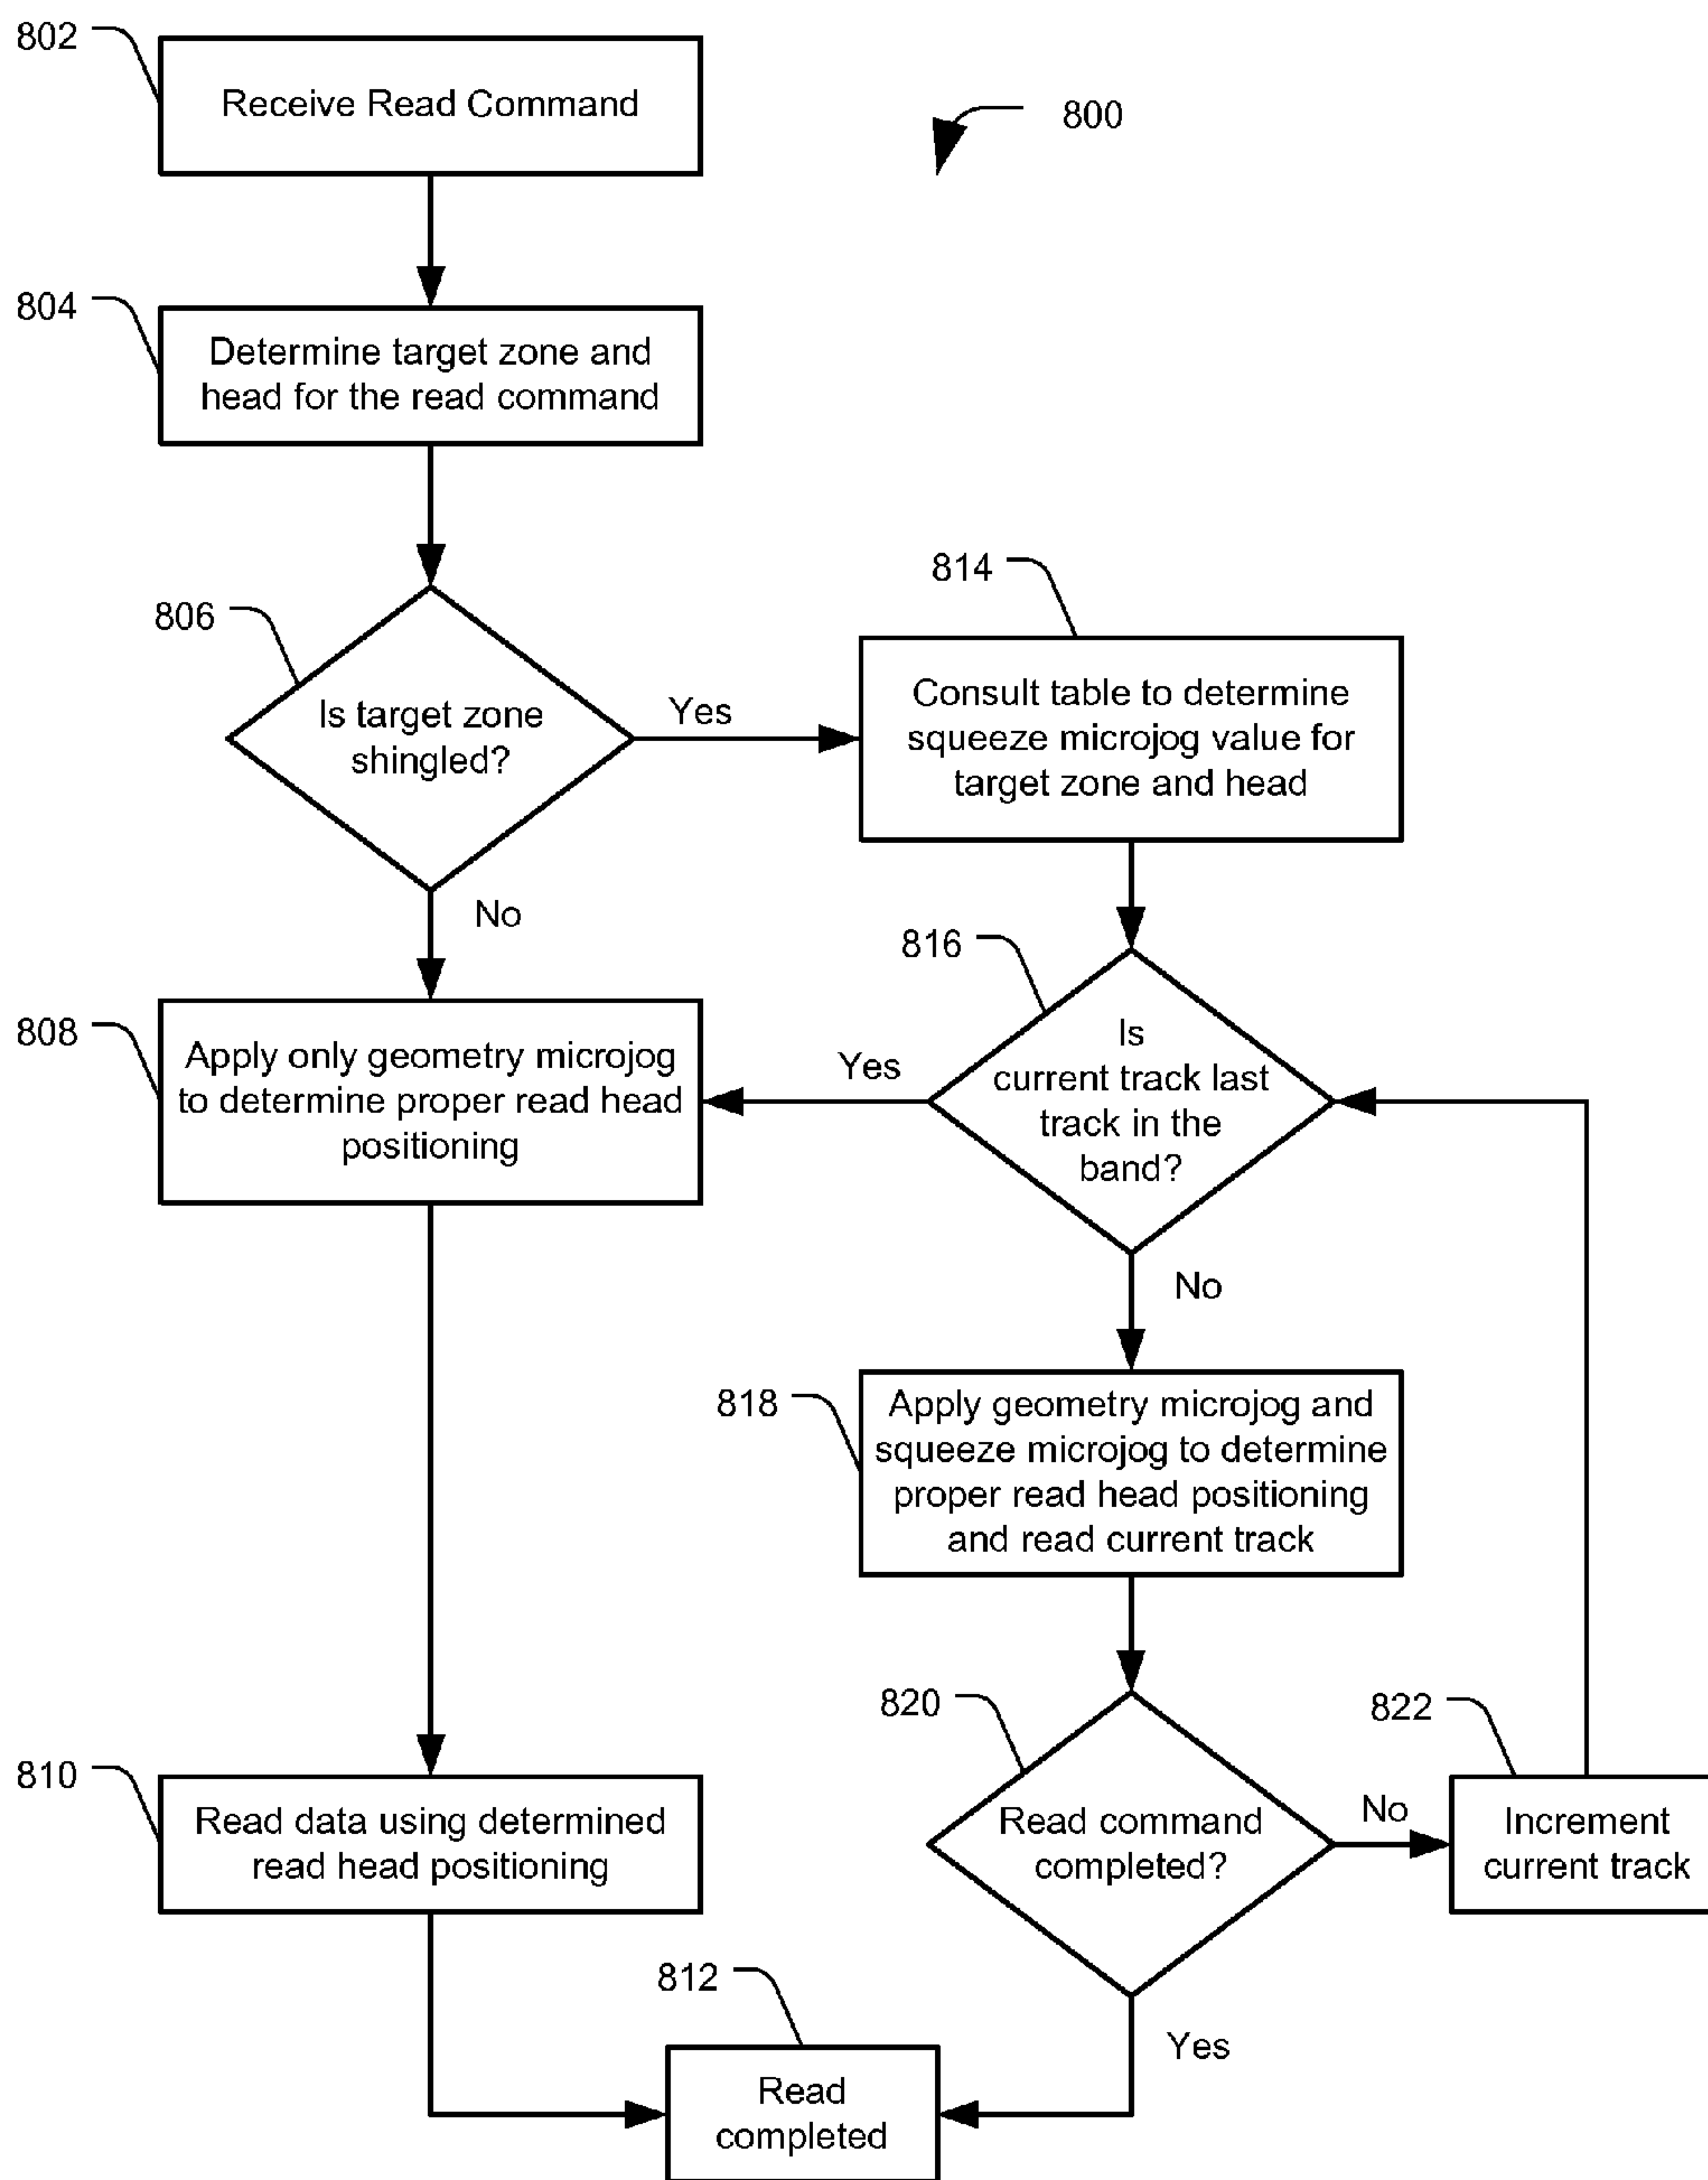 802
Receive Read Command
800
804
Determine target zone and
head for the read command
806
Is target zone
shingled?
Yes
No
814
Consult table to determine
squeeze microjog value for
target zone and head
816
Is
current track last
track in the
band?
Yes
No
808
Apply only geometry microjog
to determine proper read head
positioning
818
Apply geometry microjog and
squeeze microjog to determine
proper read head positioning
and read current track
820
Read command
completed?
No
Yes
822
Increment
current track
810
Read data using determined
read head positioning
812
Read
completed